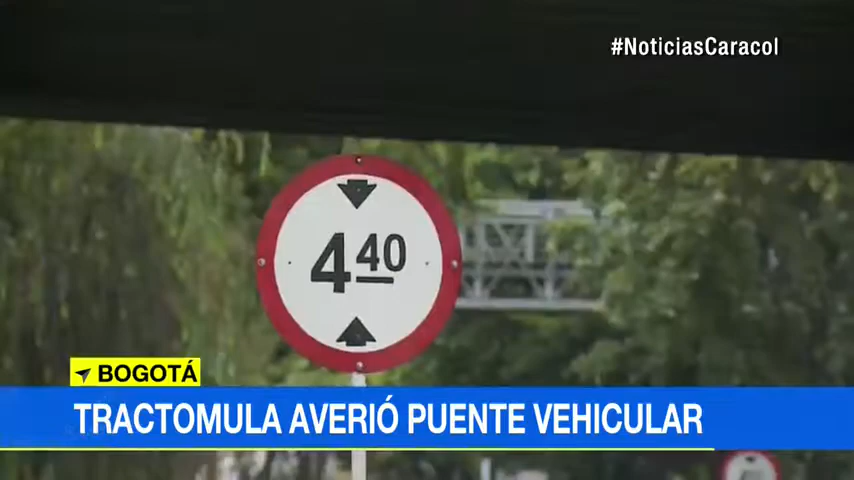 #NoticiasCaracol
4 40
BOGOTÁ
TRACTOMULA AVERIÓ PUENTE VEHICULAR